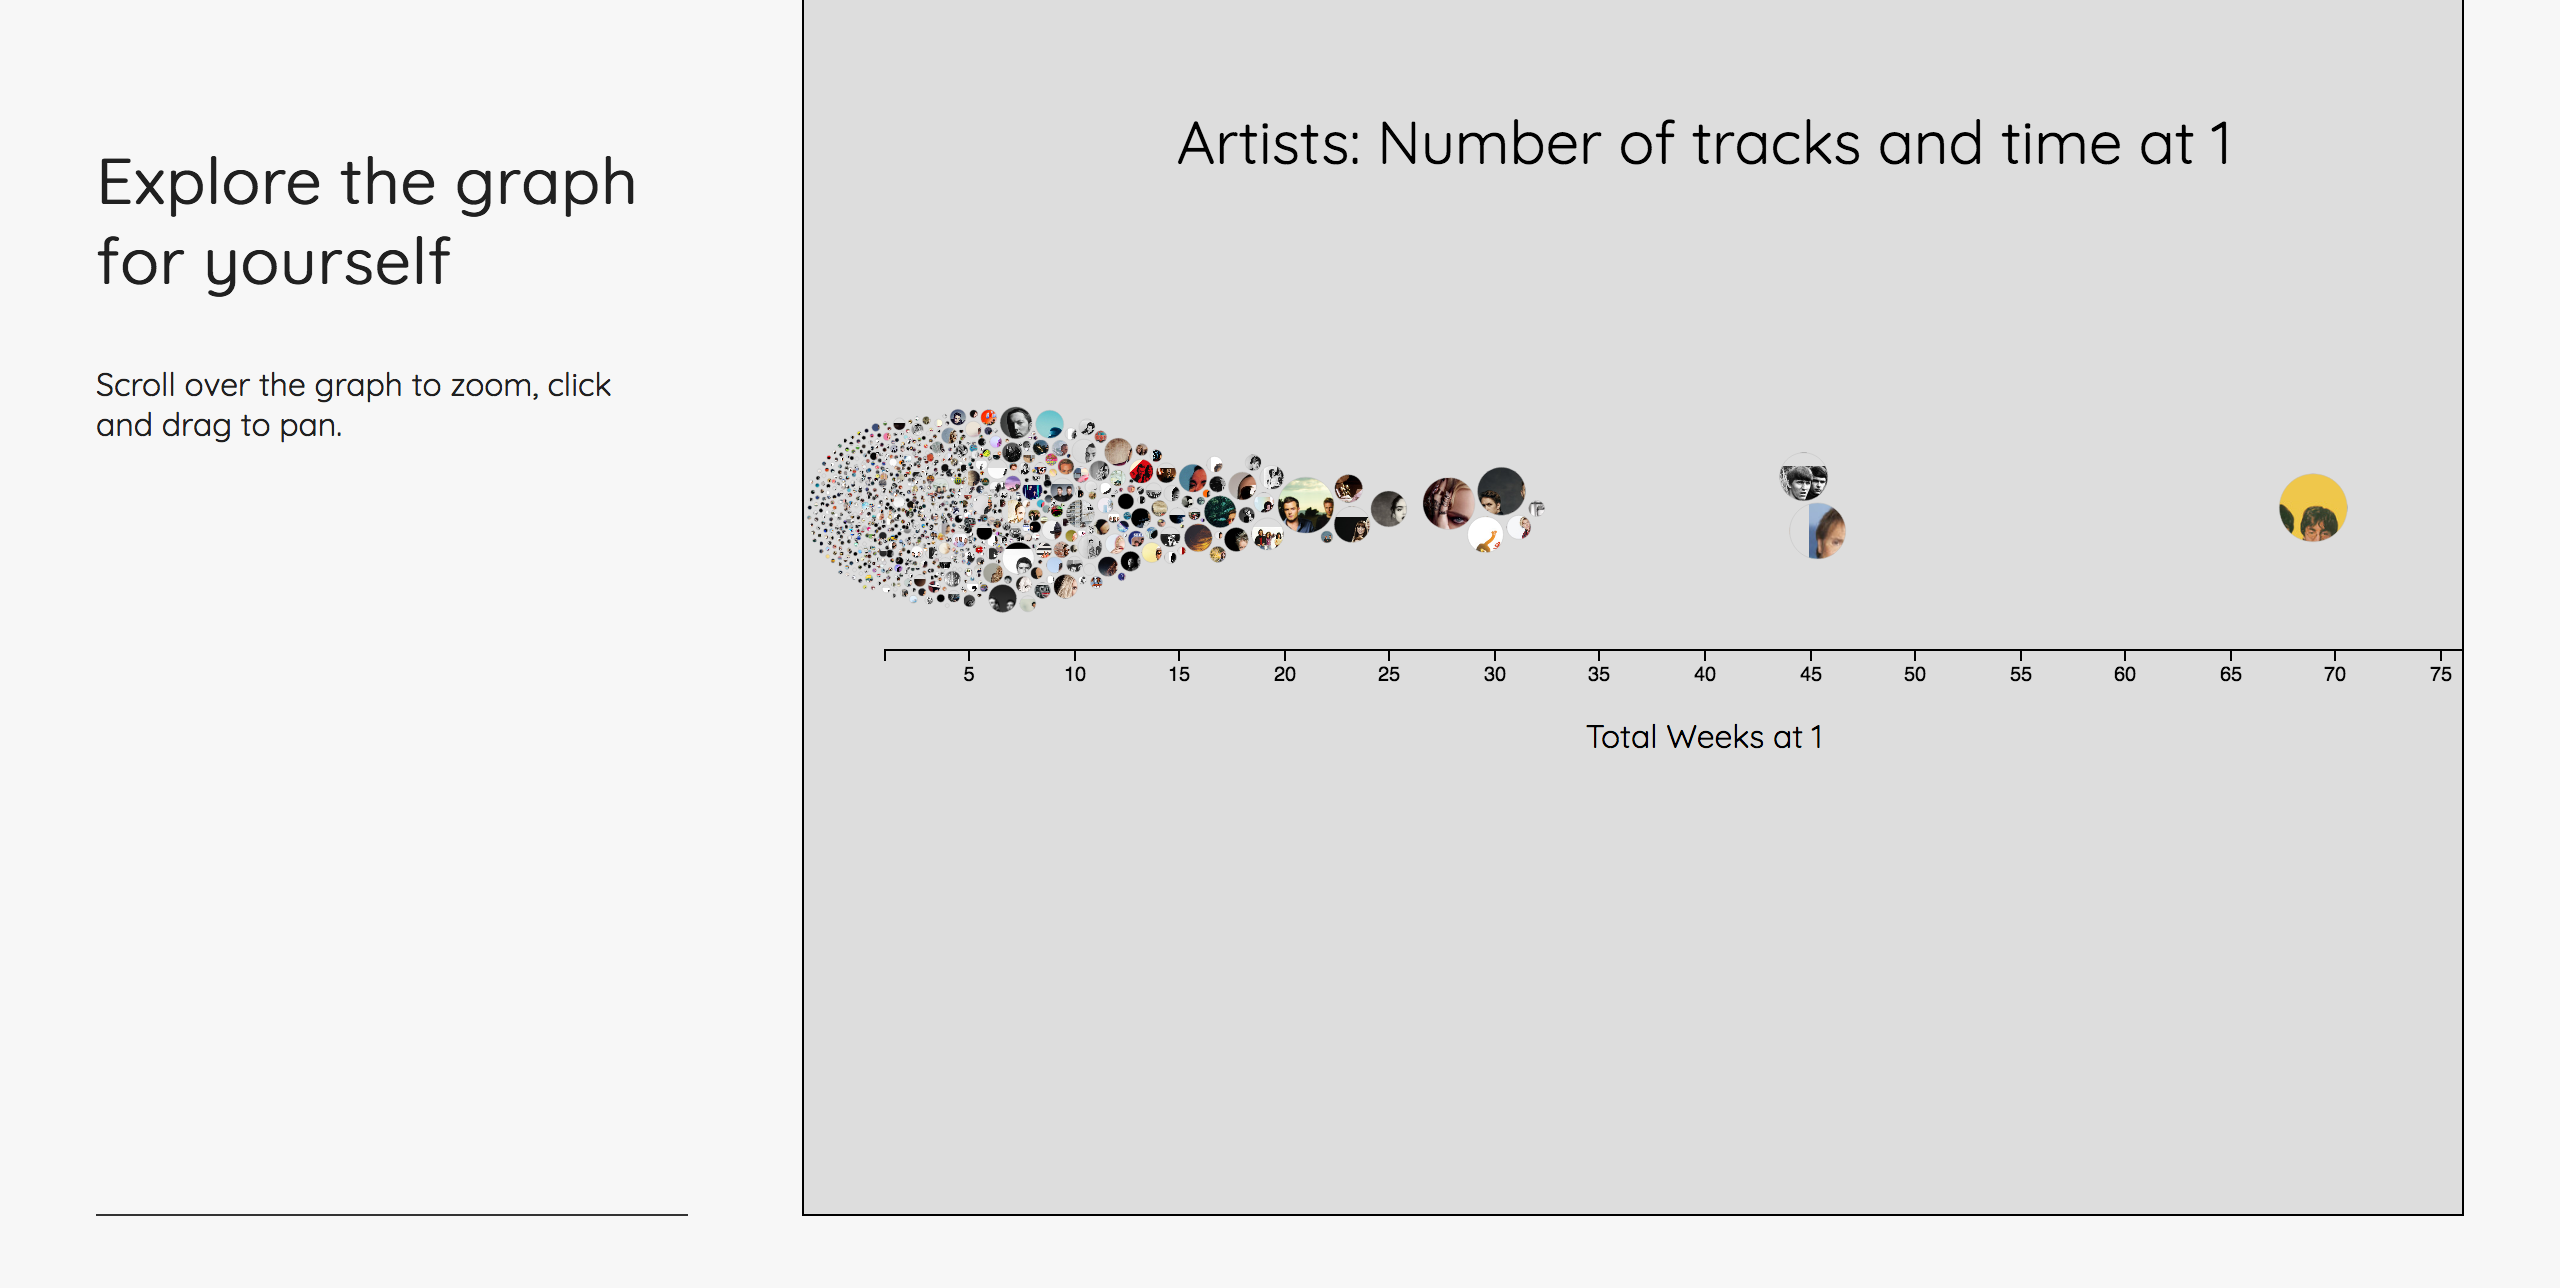 Explore the graph
for yourself
Scroll over the graph to zoom, click
and drag to pan.
Artists: Number of tracks and time at 1
5 10 15 20 25 30 35 40 45 50 55 60 65 70 75
Total Weeks at 1